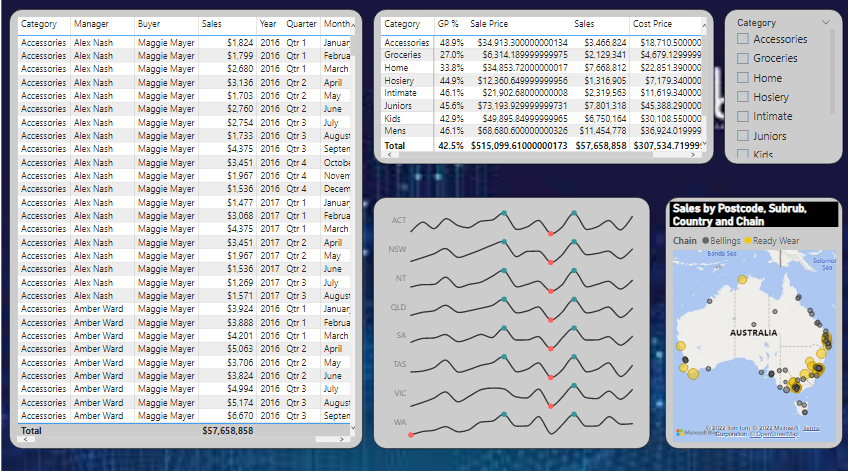 Category Manager Buyer Sales Year Quarter Month
Accessories Alex Nash Maggie Mayer $1,824 2016 Qtr 1 Januar
Accessories Alex Nash Maggie Mayer $1,799 2016 Qtr 1 Februa
Accessories Alex Nash Maggie Mayer $2,680 2016 Qtr 1 March
Accessories Alex Nash Maggie Mayer $3,136 2016 Qtr 2 April
Accessories Alex Nash Maggie Mayer $1,703 2016 Qtr 2 May
Accessories Alex Nash Maggie Mayer $2,760 2016 Qtr 2 June
Accessories Alex Nash Maggie Mayer $2,754 2016 Qtr 3 July
Accessories Alex Nash Maggie Mayer $1,733 2016 Qtr 3 August
Accessories Alex Nash Maggie Mayer $4,375 2016 Qtr 3 Septen
Accessories Alex Nash Maggie Mayer $3,451 2016 Qtr 4 Octobe
Accessories Alex Nash Maggie Mayer $1,967 2016 Qtr 4 Novem
Accessories Alex Nash Maggie Mayer $1,536 2016 Qtr 4 Decem
Accessories Alex Nash Maggie Mayer $1,477 2017 Qtr 1 Januar
Accessories Alex Nash Maggie Mayer $3,068 2017 Qtr 1 Februa
Accessories Alex Nash Maggie Mayer $4,375 2017 Qtr 1 March
Accessories Alex Nash Maggie Mayer $3,451 2017 Qtr 2 April
Accessories Alex Nash Maggie Mayer $1,967 2017 Qtr 2 May
Accessories Alex Nash Maggie Mayer $1,536 2017 Qtr 2 June
Accessories Alex Nash Maggie Mayer $1,269 2017 Qtr 3 July
Accessories Alex Nash Maggie Mayer $1,571 2017 Qtr 3 August
Accessories Amber Ward Maggie Mayer $3,924 2016 Qtr 1 Januar
Accessories Amber Ward Maggie Mayer $3,888 2016 Qtr 1 Februa
Accessories Amber Ward Maggie Mayer $4,201 2016 Qtr 1 March
Accessories Amber Ward Maggie Mayer $5,063 2016 Qtr 2 April
Accessories Amber Ward Maggie Mayer $3,706 2016 Qtr 2 May
Accessories Amber Ward Maggie Mayer $3,824 2016 Qtr 2 June
Accessories Amber Ward Maggie Mayer $4,994 2016 Qtr 3 July
Accessories Amber Ward Maggie Mayer $5,174 2016 Qtr 3 August
Accessories Amber Ward Maggie Mayer $6,670 2016 Qtr 3 Septen
Total $57,658,858
Category GP % Sale Price Sales Cost Price
Accessories 48.9% $34,913.300000000134 $3,466,824 $18,710.500000
Groceries 27.0% $6,314.189999999975 $2,129,341 $4,679.1299999
Home 33.8% $34,853.72000000017 $7,668,812 $22,851.390000
Hosiery 44.9% $12,360.649999999956 $1,316,905 $7,179.340000
Intimate 46.1% $21,902.68000000008 $2,319,563 $11,619.340000
Juniors 45.6% $73,193.929999999731 $7,801,318 $45,388.290000
Kids 42.9% $49,895.84999999965 $6,750,164 $30,108.550000
Mens 46.1% $68,680.600000000326 $11,454,778 $36,924.019999
Total 42.5% $515,099.61000000173 $57,658,858 $307,534.71999
Category
Accessories
Groceries
Home
Hosiery
Intimate
Juniors
Kids
ACT
NSW
NT
QLD
SA
TAS
VIC
WA
Sales by Postcode, Subrub,
Country and Chain
Chain Bellings Ready Wear
Banda Sea
Solomor
Sea
AUSTRALIA
© 2022 TomTom, © 2022 Microsoft
Corporation, © OpenStreetMap
Terms
Microsoft